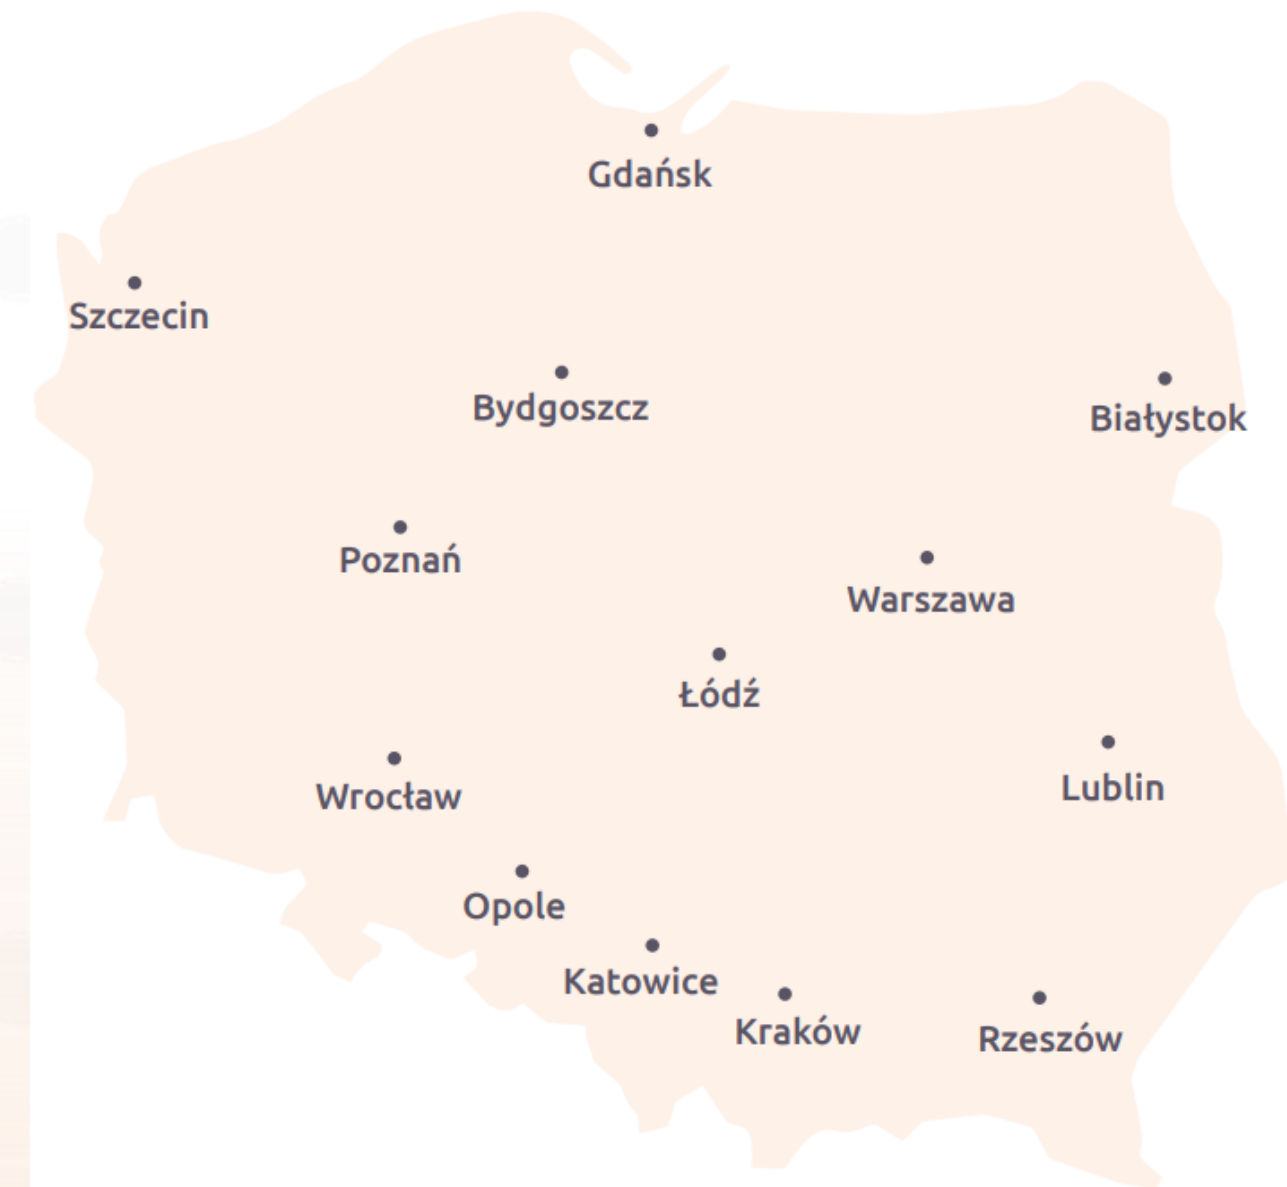 Gdańsk
Szczecin
Bydgoszcz
Białystok
Poznań
Warszawa
Łódź
Lublin
Wrocław
Opole
Katowice
Kraków
Rzeszów